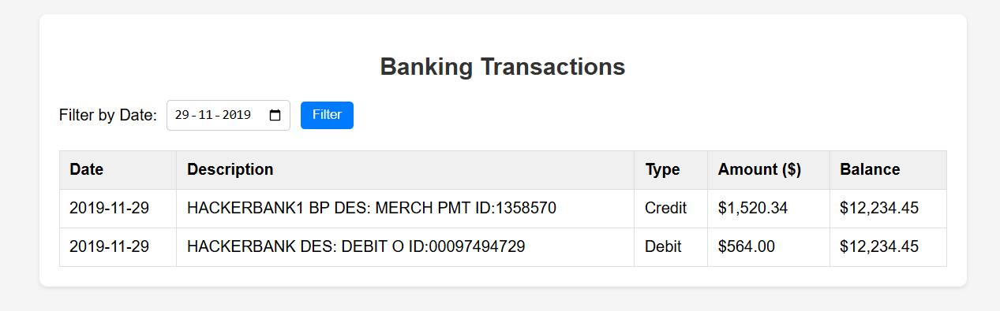 Banking Transactions
Filter by Date: 29-11-2019 Filter
Date Description Type Amount ($) Balance
2019-11-29 HACKERBANK1 BP DES: MERCH PMT ID:1358570 Credit $1,520.34 $12,234.45
2019-11-29 HACKERBANK DES: DEBIT O ID:00097494729 Debit $564.00 $12,234.45